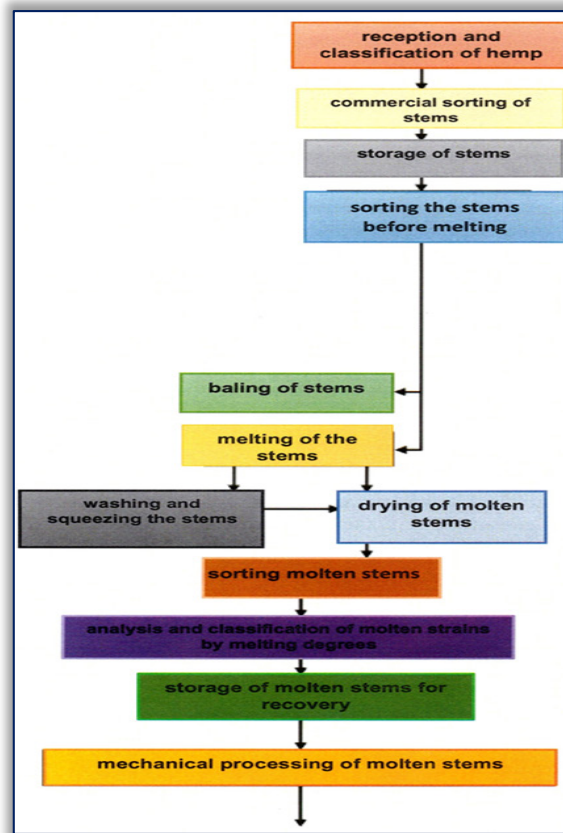 reception and
classification of hemp
commercial sorting of
stems
storage of stems
sorting the stems
before melting
baling of stems
melting of the
stems
washing and
squeezing the stems
drying of molten
stems
sorting molten stems
analysis and classification of molten strains
by melting degrees
storage of molten stems for
recovery
mechanical processing of molten stems